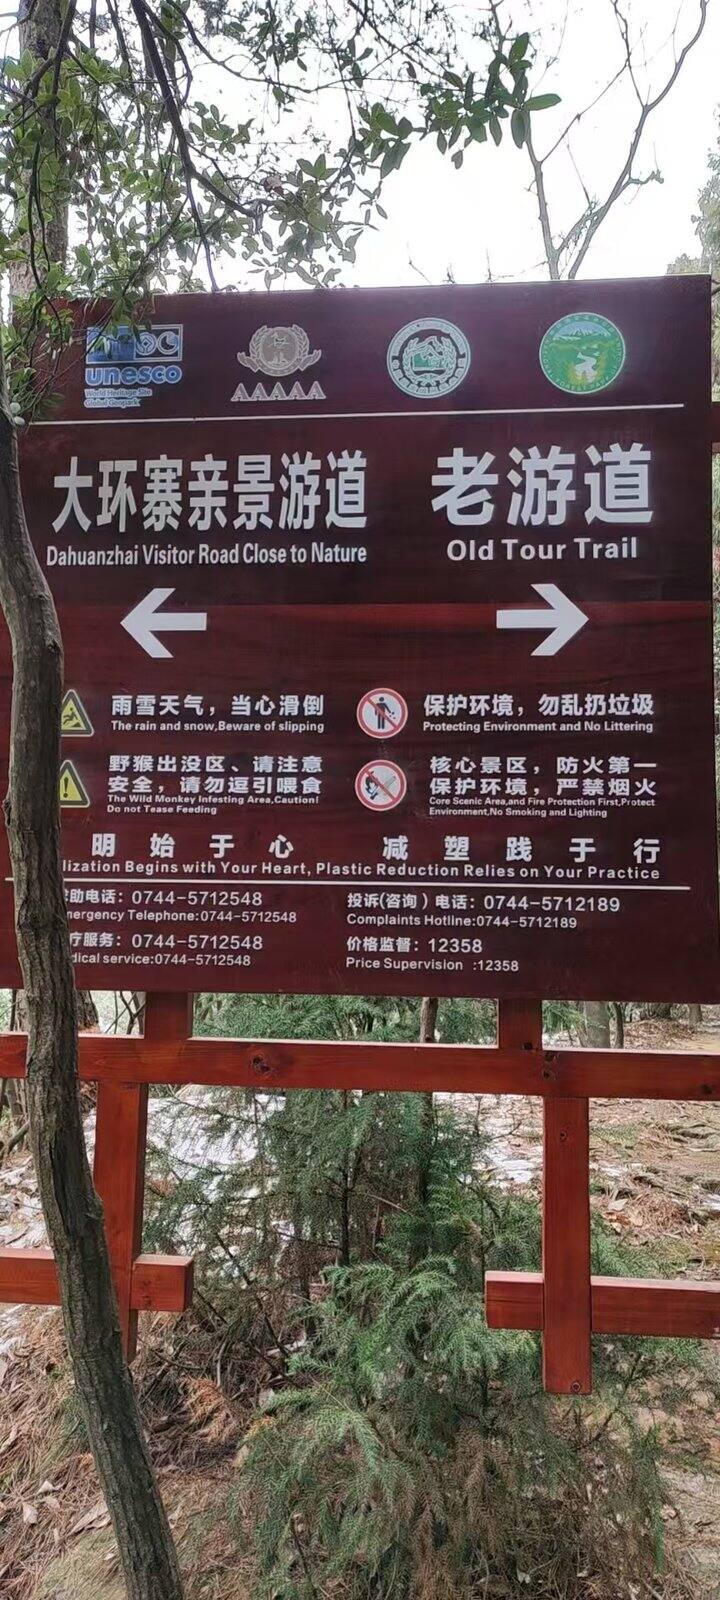 unesco
World Heritage Site
Global Geopark
AAAAA
大环寨亲景游道
Dahuanzhai Visitor Road Close to Nature
老游道
Old Tour Trail
雨雪天气，当心滑倒
The rain and snow,Beware of slipping
保护环境，勿乱扔垃圾
Protecting Environment and No Littering
野猴出没区、请注意
安全，请勿逗引喂食
The Wild Monkey Infesting Area,Caution!
Do not Tease Feeding
核心景区，防火第一
保护环境，严禁烟火
Core Scenic Area,and Fire Protection First,Protect
Environment,No Smoking and Lighting
明始于心 减塑践于行
lization Begins with Your Heart, Plastic Reduction Relies on Your Practice
助电话：0744-5712548
mergency Telephone:0744-5712548
疗服务：0744-5712548
dical service:0744-5712548
投诉(咨询）电话：0744-5712189
Complaints Hotline:0744-5712189
价格监督：12358
Price Supervision :12358